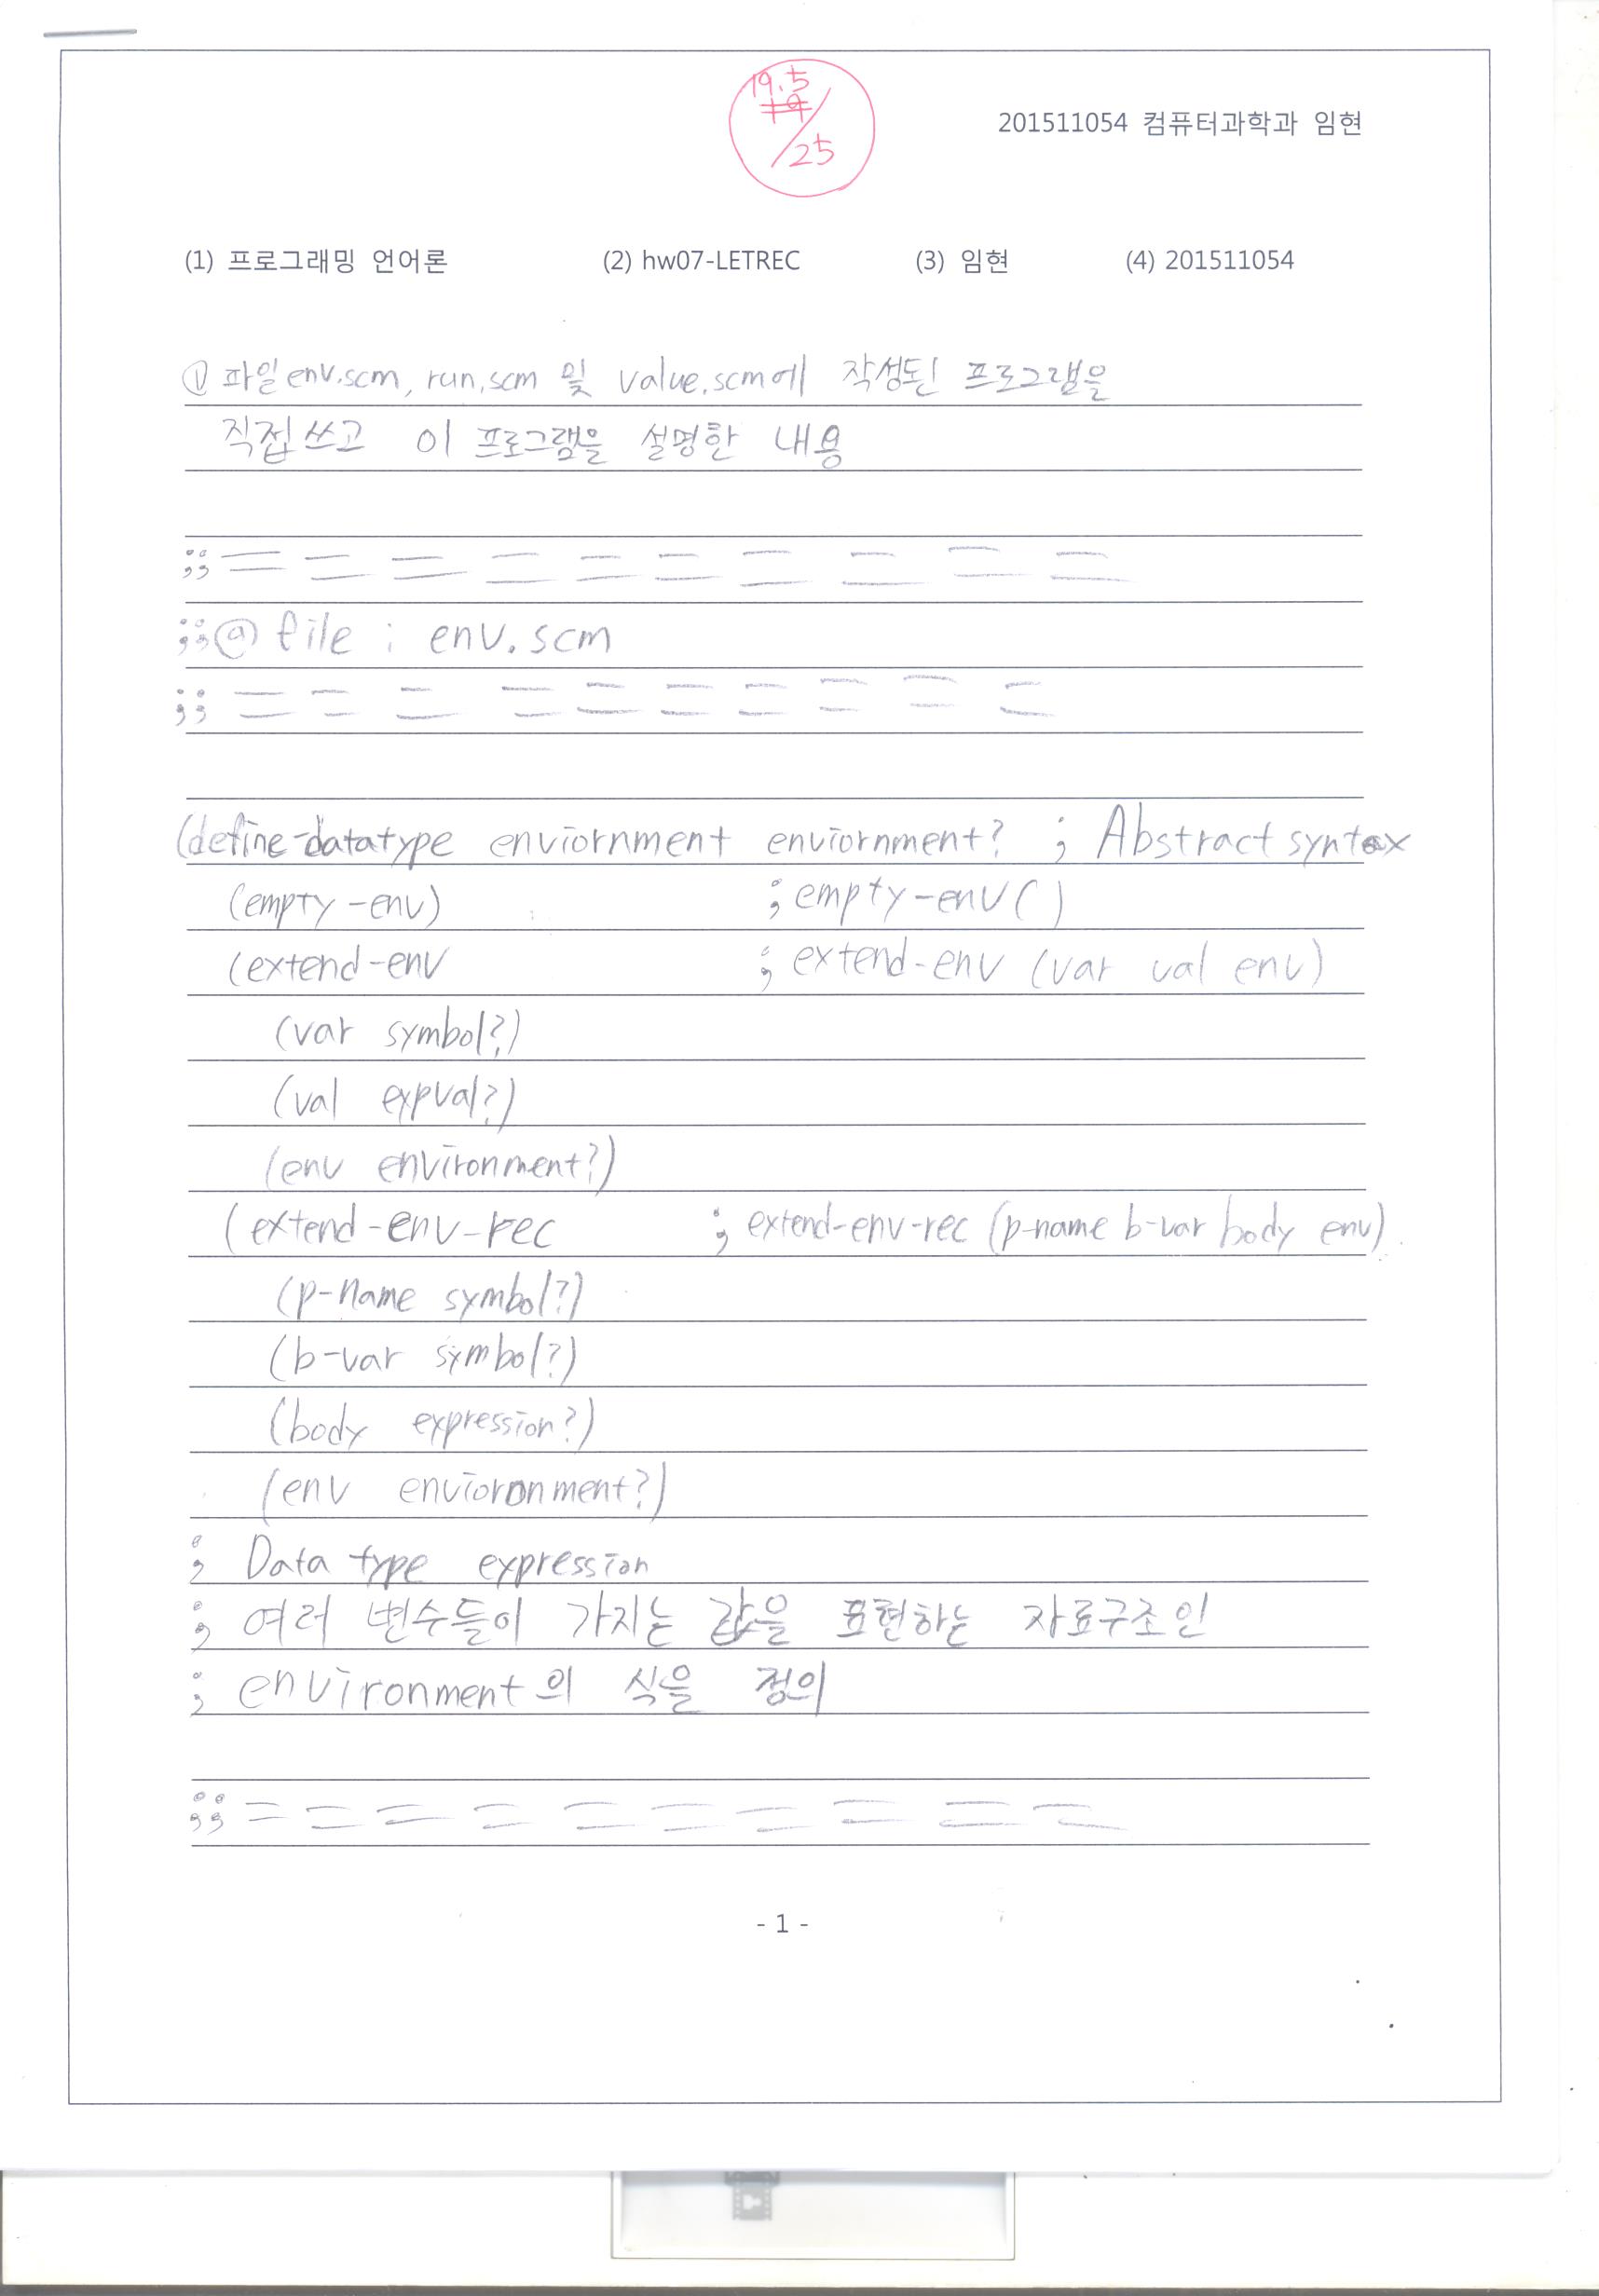 19.5
19
/25
201511054 컴퓨터과학과 임현
(1) 프로그래밍 언어론 (2) hw07-LETREC (3) 임현 (4) 201511054
① 파일 env.scm, run.scm 및 value.scm에 작성된 프로그램을
직접쓰고 이 프로그램을 설명한 내용
;; = = = = = = = = = =
;;@ file : env.scm
;; = = = = = = = = = =
(define-datatype enviornment enviornment? ; Abstract syntax
(empty-env) ; empty-env()
(extend-env ; extend-env (var val env)
(var symbol?)
(val expval?)
(env environment?)
(extend-env-rec ; extend-env-rec (p-name b-var body env)
(p-name symbol?)
(b-var symbol?)
(body expression?)
(env envioronment?)
; Data type expression
; 여러 변수들이 가지는 값을 표현하는 자료구조인
; environment의 식을 정의
;; = = = = = = = = = =
- 1 -